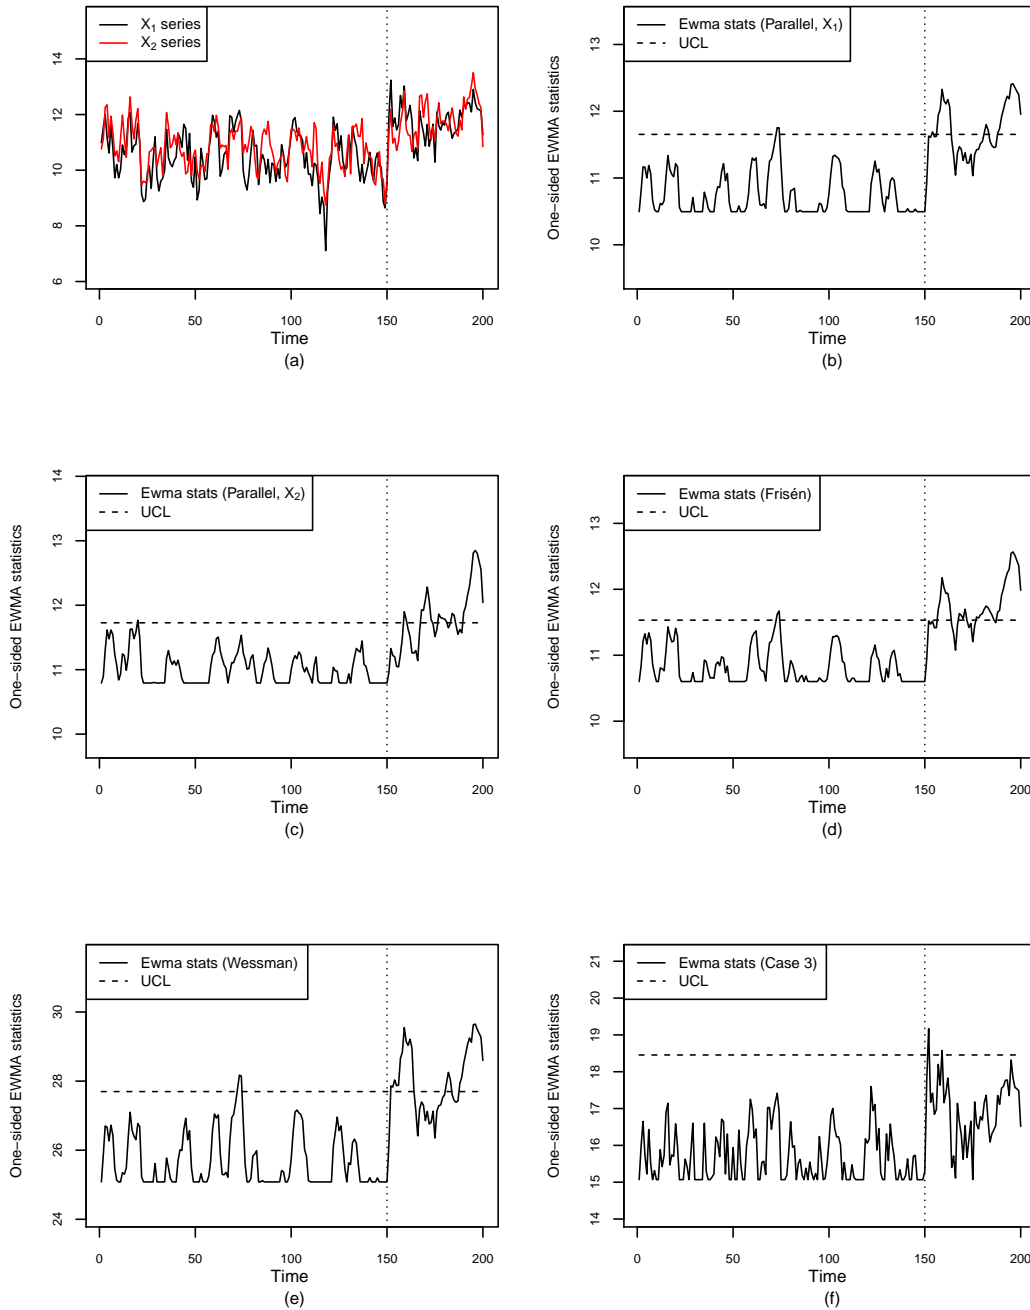 X1 series
X2 series
6
8
10
12
14
0
50
100
150
200
Time
(a)
Ewma stats (Parallel, X1)
UCL
One−sided EWMA statistics
10
11
12
13
0
50
100
150
200
Time
(b)
Ewma stats (Parallel, X2)
UCL
One−sided EWMA statistics
10
11
12
13
14
0
50
100
150
200
Time
(c)
Ewma stats (Frisén)
UCL
One−sided EWMA statistics
10
11
12
13
0
50
100
150
200
Time
(d)
Ewma stats (Wessman)
UCL
One−sided EWMA statistics
24
26
28
30
0
50
100
150
200
Time
(e)
Ewma stats (Case 3)
UCL
One−sided EWMA statistics
14
15
16
17
18
19
20
21
0
50
100
150
200
Time
(f)